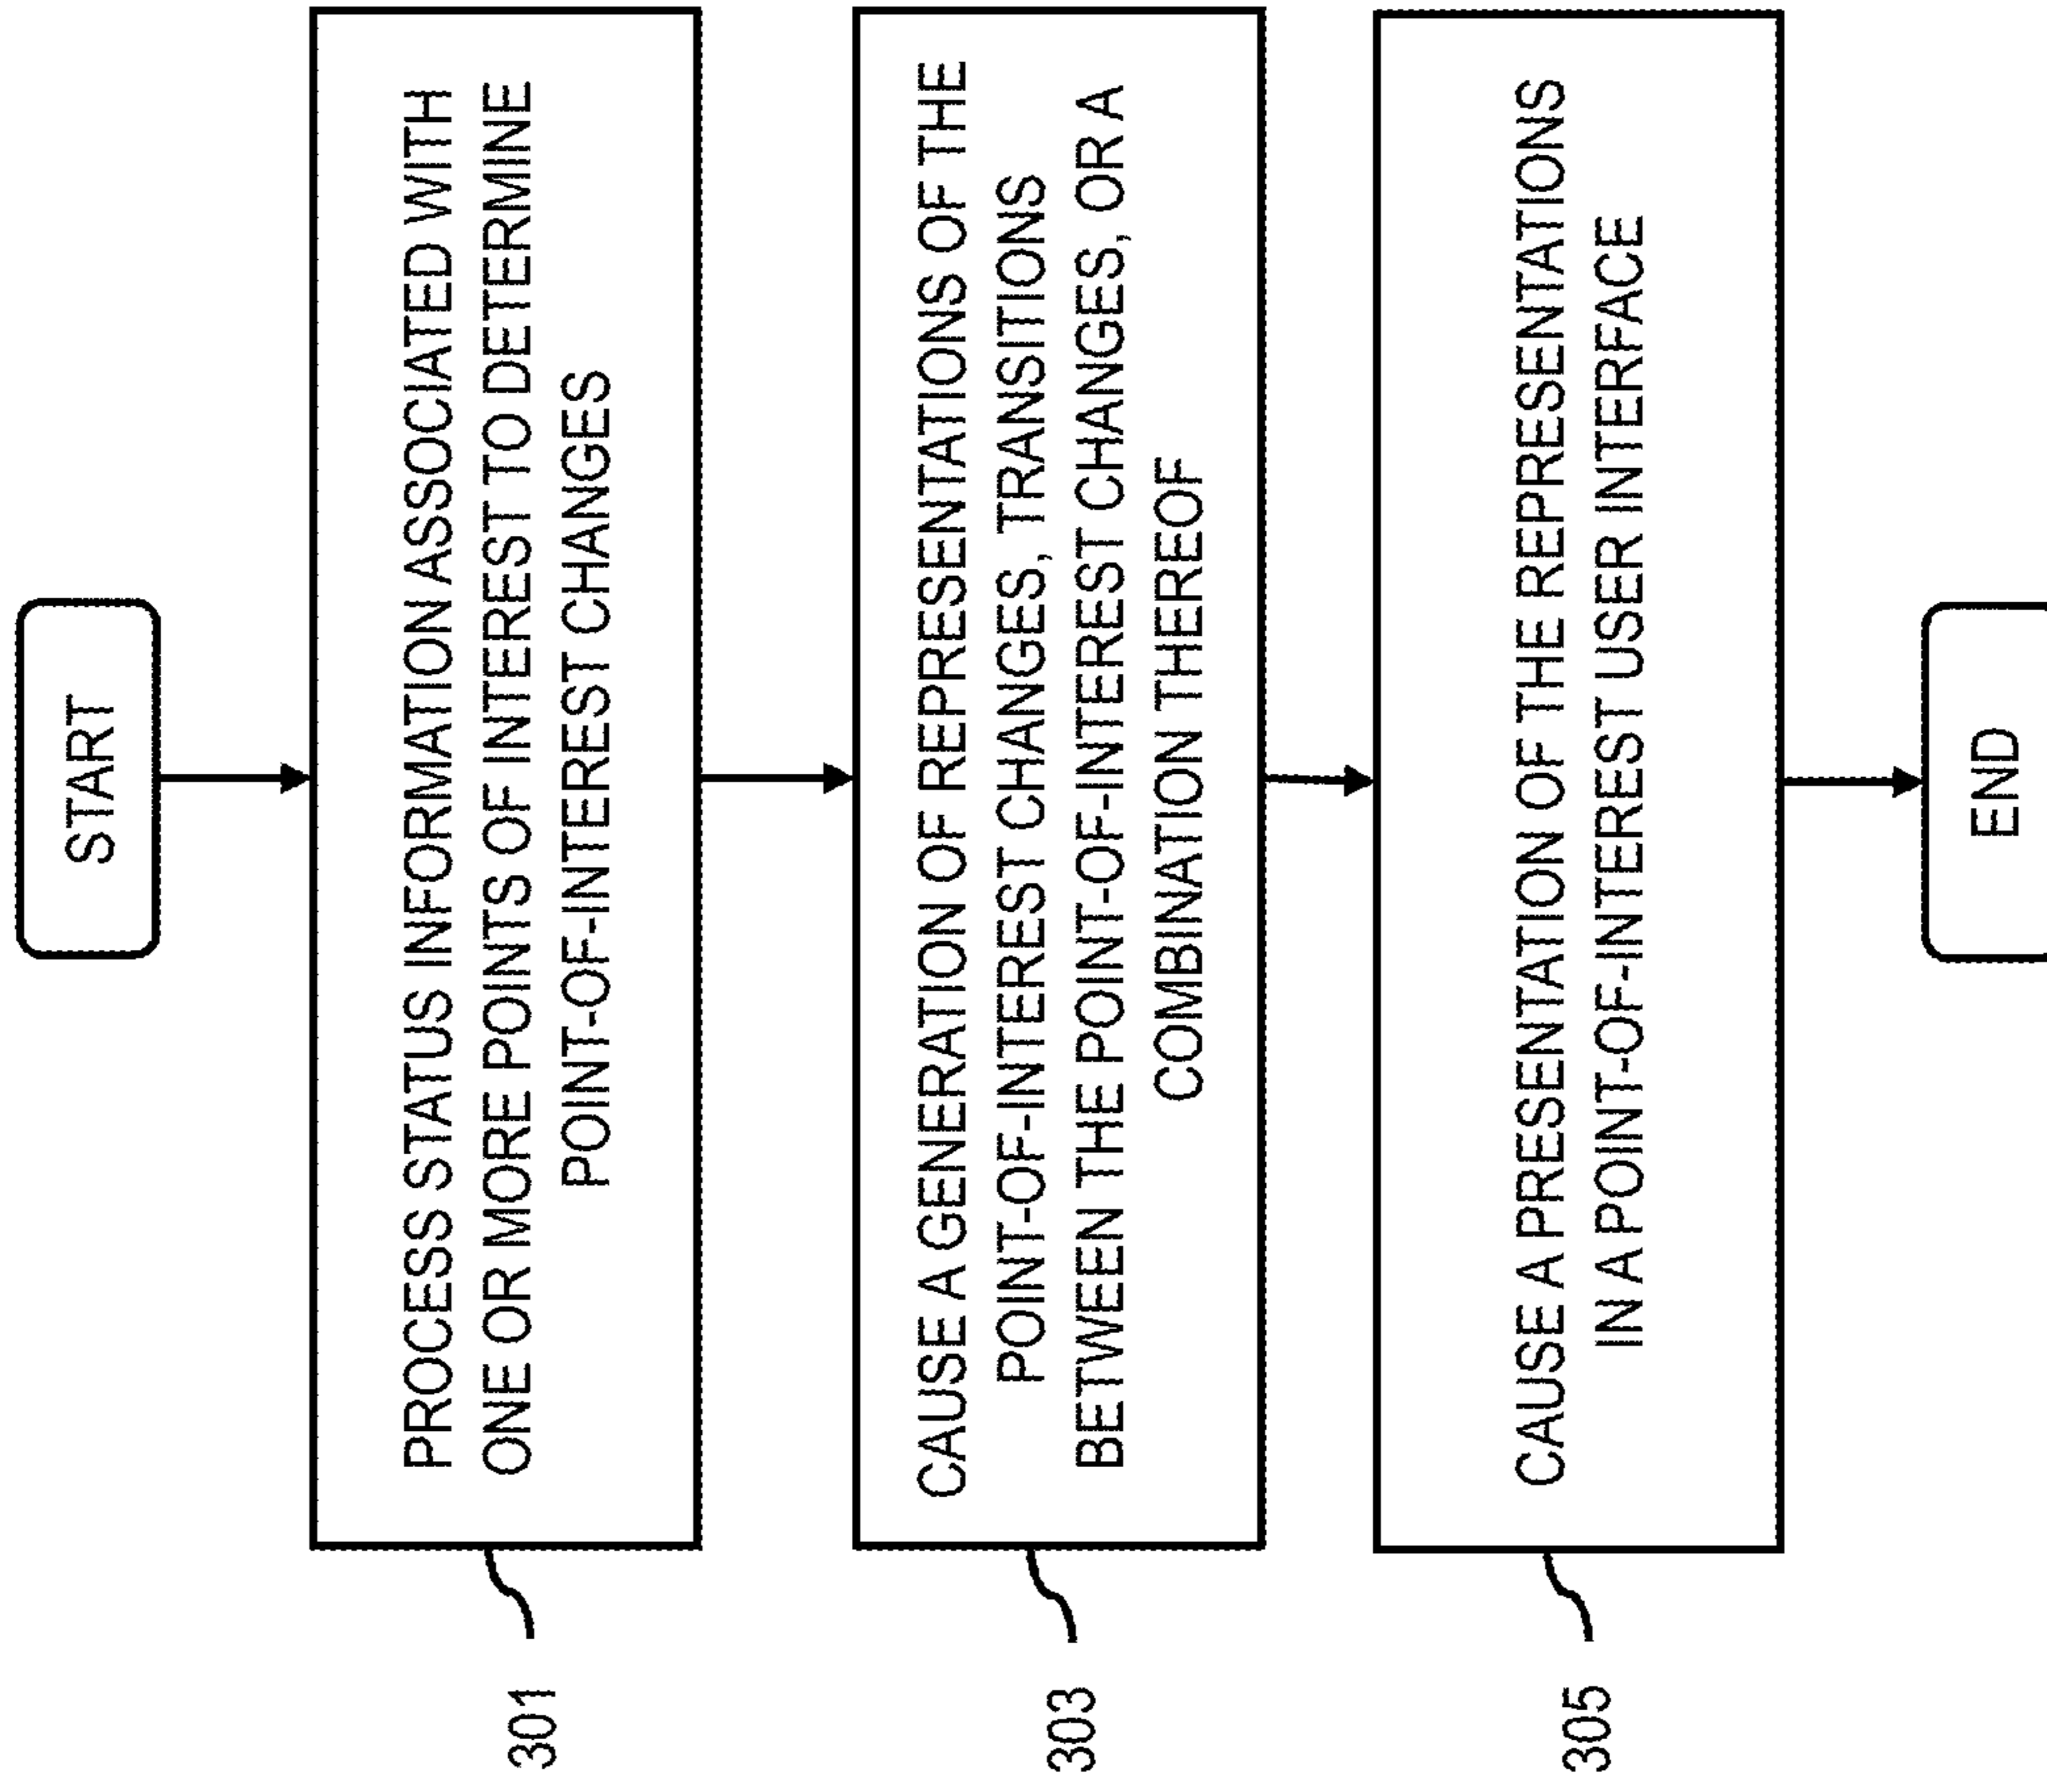 START
301
PROCESS STATUS INFORMATION ASSOCIATED WITH
ONE OR MORE POINTS OF INTEREST TO DETERMINE
POINT-OF-INTEREST CHANGES
303
CAUSE A GENERATION OF REPRESENTATIONS OF THE
POINT-OF-INTEREST CHANGES, TRANSITIONS
BETWEEN THE POINT-OF-INTEREST CHANGES, OR A
COMBINATION THEREOF
305
CAUSE A PRESENTATION OF THE REPRESENTATIONS
IN A POINT-OF-INTEREST USER INTERFACE
END